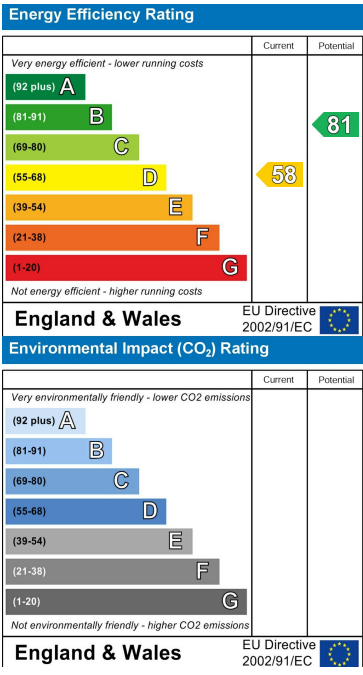 Energy Efficiency Rating
Current Potential
Very energy efficient - lower running costs
(92 plus) A
(81-91) B
81
(69-80) C
(55-68) D
58
(39-54) E
(21-38) F
(1-20) G
Not energy efficient - higher running costs
England & Wales
EU Directive
2002/91/EC
Environmental Impact (CO₂) Rating
Current Potential
Very environmentally friendly - lower CO2 emissions
(92 plus) A
(81-91) B
(69-80) C
(55-68) D
(39-54) E
(21-38) F
(1-20) G
Not environmentally friendly - higher CO2 emissions
England & Wales
EU Directive
2002/91/EC